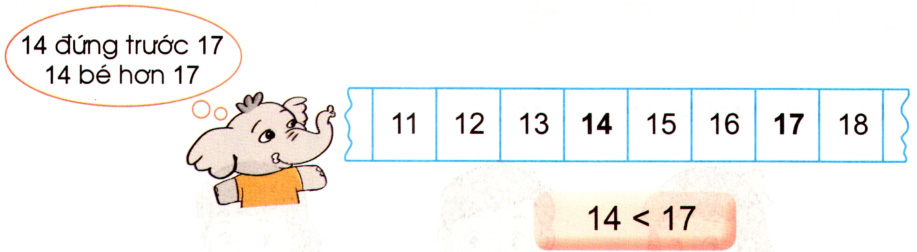 14 đứng trước 17
14 bé hơn 17
11 12 13 14 15 16 17 18
14 < 17